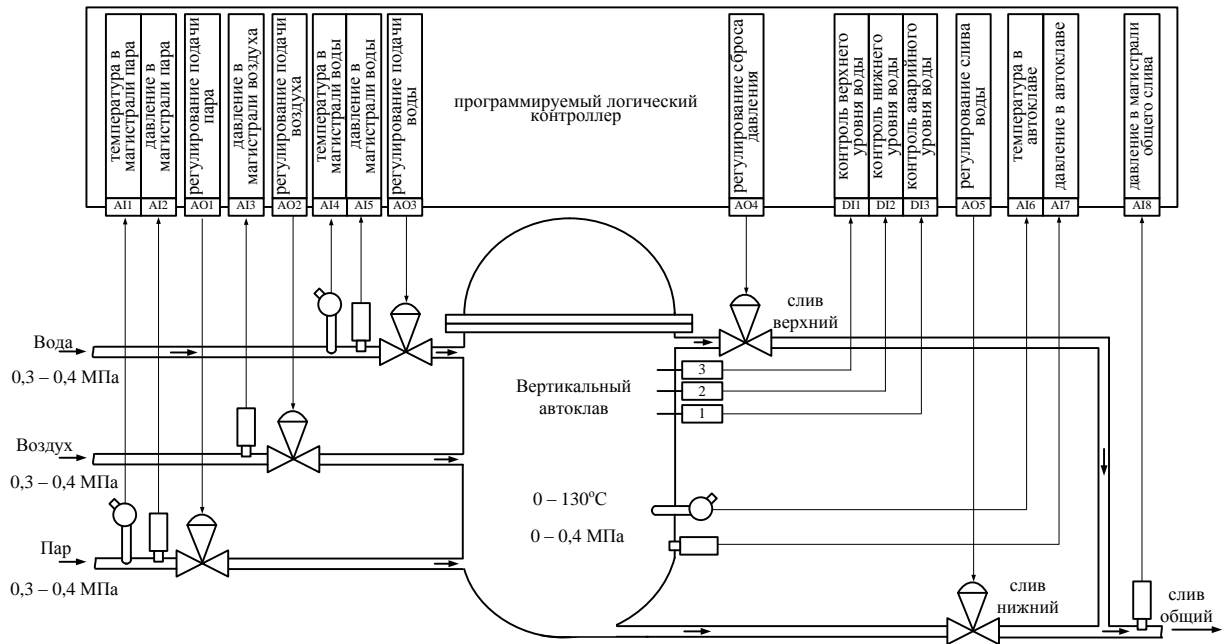 температура в
магистрали пара
давление в
магистрали пара
регулирование подачи
пара
давление в
магистрали воздуха
регулирование подачи
воздуха
температура в
магистрали воды
давление в
магистрали воды
регулирование подачи
воды
программируемый логический
контроллер
регулирование сброса
давления
контроль верхнего
уровня воды
контроль нижнего
уровня воды
контроль аварийного
уровня воды
регулирование слива
воды
температура в
автоклаве
давление в автоклаве
давление в магистрали
общего слива
AI1
AI2
AO1
AI3
AO2
AI4
AI5
AO3
AO4
DI1
DI2
DI3
AO5
AI6
AI7
AI8
слив
верхний
Вода
0,3 – 0,4 МПа
Вертикальный
автоклав
3
2
1
Воздух
0,3 – 0,4 МПа
0 – 130°С
0 – 0,4 МПа
Пар
0,3 – 0,4 МПа
слив
нижний
слив
общий